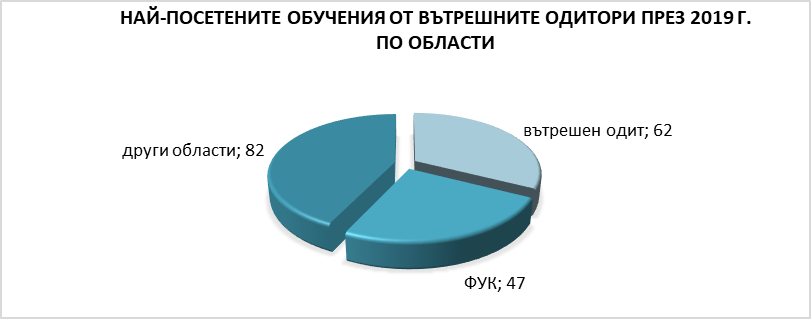 НАЙ-ПОСЕТЕНИТЕ ОБУЧЕНИЯ ОТ ВЪТРЕШНИТЕ ОДИТОРИ ПРЕЗ 2019 Г.
ПО ОБЛАСТИ
вътрешен одит; 62
други области; 82
ФУК; 47